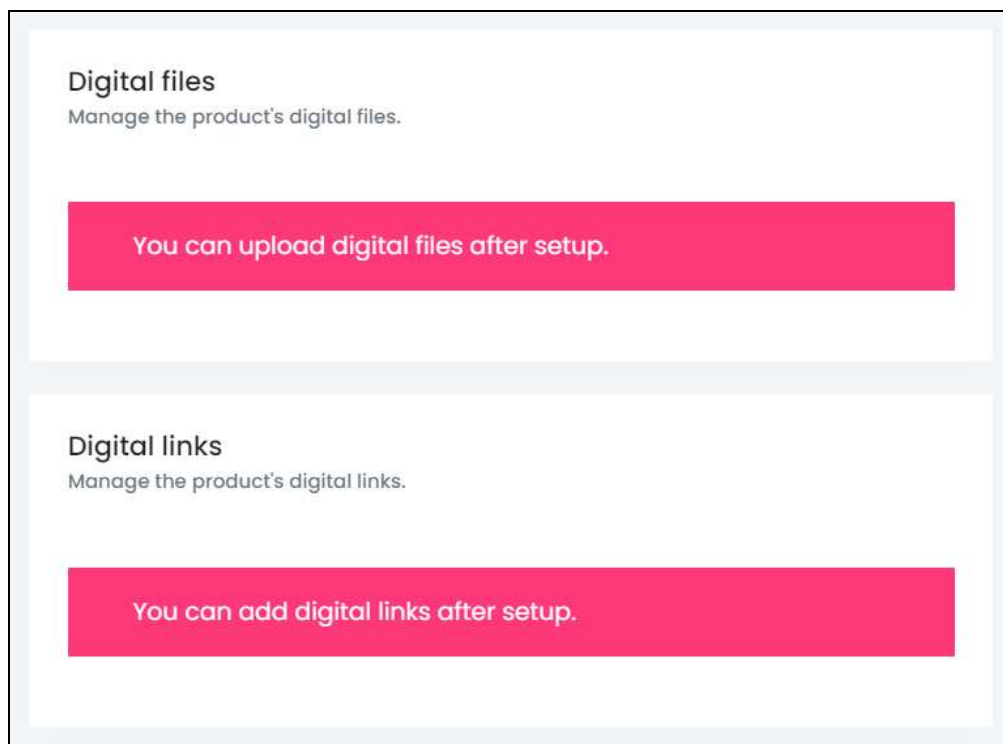 Digital files
Manage the product's digital files.
You can upload digital files after setup.
Digital links
Manage the product's digital links.
You can add digital links after setup.